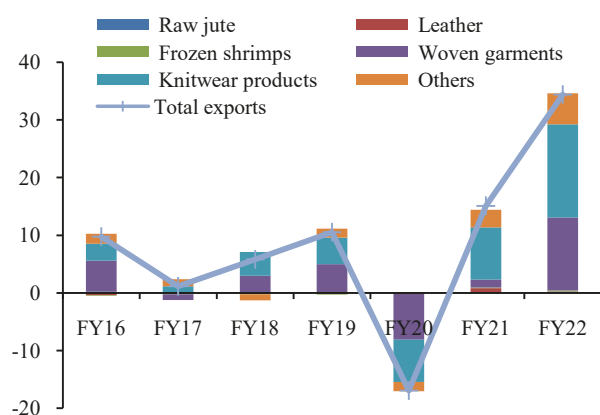 Raw jute Leather
Frozen shrimps Woven garments
Knitwear products Others
Total exports
40
30
20
10
0
-10
-20
FY16 FY17 FY18 FY19 FY20 FY21 FY22